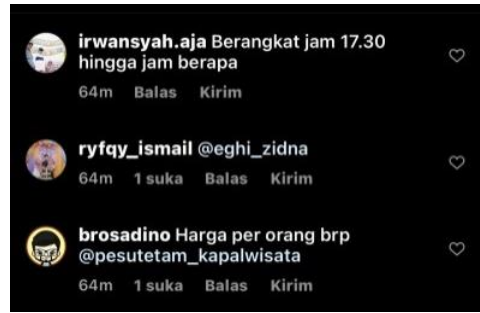 irwansyah.aja Berangkat jam 17.30
hingga jam berapa
64m Balas Kirim
ryfqy_ismail @eghi_zidna
64m 1 suka Balas Kirim
brosadino Harga per orang brp
@pesutetam_kapalwisata
64m 1 suka Balas Kirim